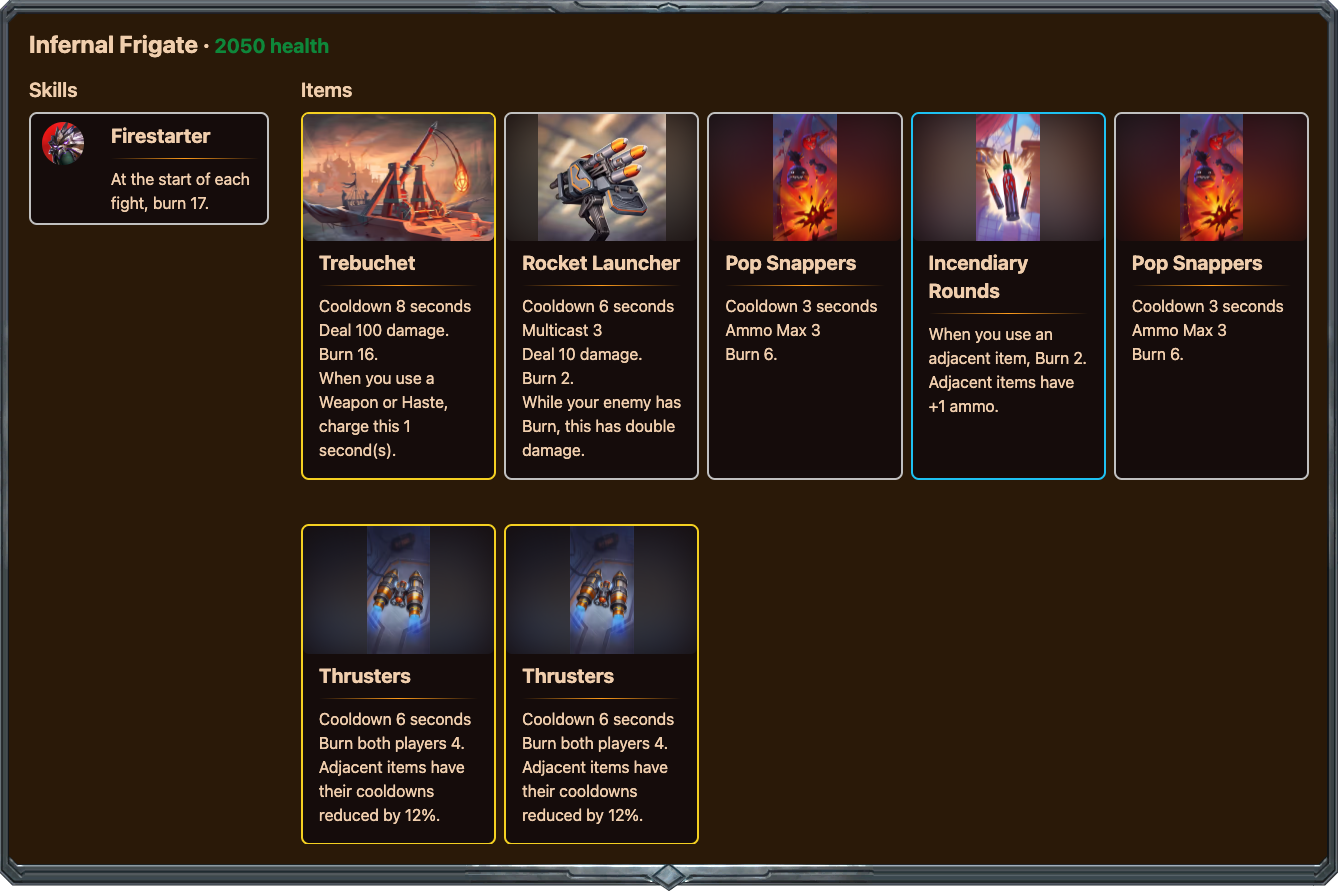 Infernal Frigate · 2050 health
Skills
Firestarter
At the start of each
fight, burn 17.
Items
Trebuchet
Cooldown 8 seconds
Deal 100 damage.
Burn 16.
When you use a
Weapon or Haste,
charge this 1
second(s).
Rocket Launcher
Cooldown 6 seconds
Multicast 3
Deal 10 damage.
Burn 2.
While your enemy has
Burn, this has double
damage.
Pop Snappers
Cooldown 3 seconds
Ammo Max 3
Burn 6.
Incendiary
Rounds
When you use an
adjacent item, Burn 2.
Adjacent items have
+1 ammo.
Pop Snappers
Cooldown 3 seconds
Ammo Max 3
Burn 6.
Thrusters
Cooldown 6 seconds
Burn both players 4.
Adjacent items have
their cooldowns
reduced by 12%.
Thrusters
Cooldown 6 seconds
Burn both players 4.
Adjacent items have
their cooldowns
reduced by 12%.